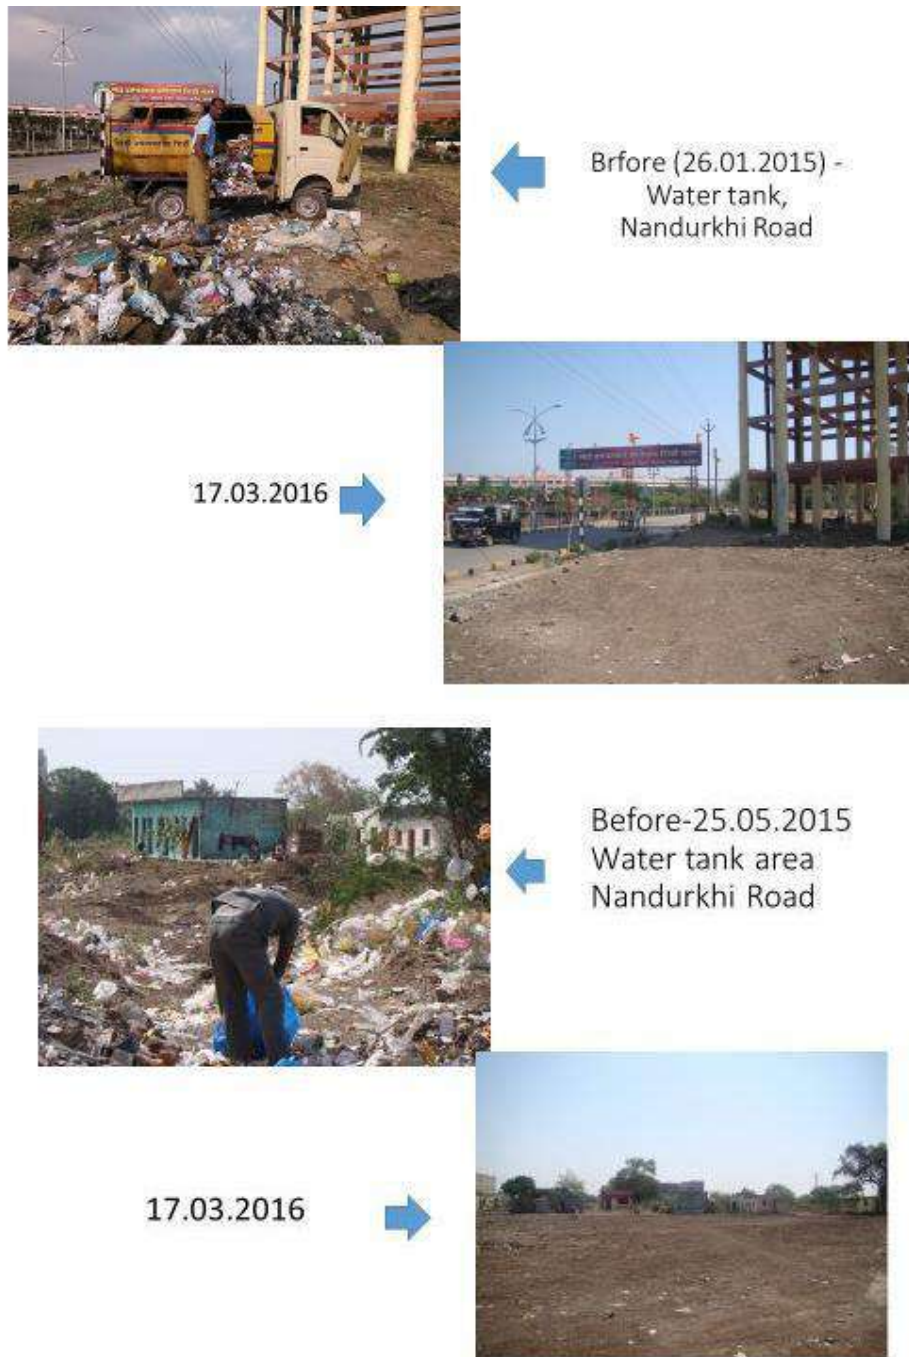 Brfore (26.01.2015) -
Water tank,
Nandurkhi Road
17.03.2016
Before-25.05.2015
Water tank area
Nandurkhi Road
17.03.2016